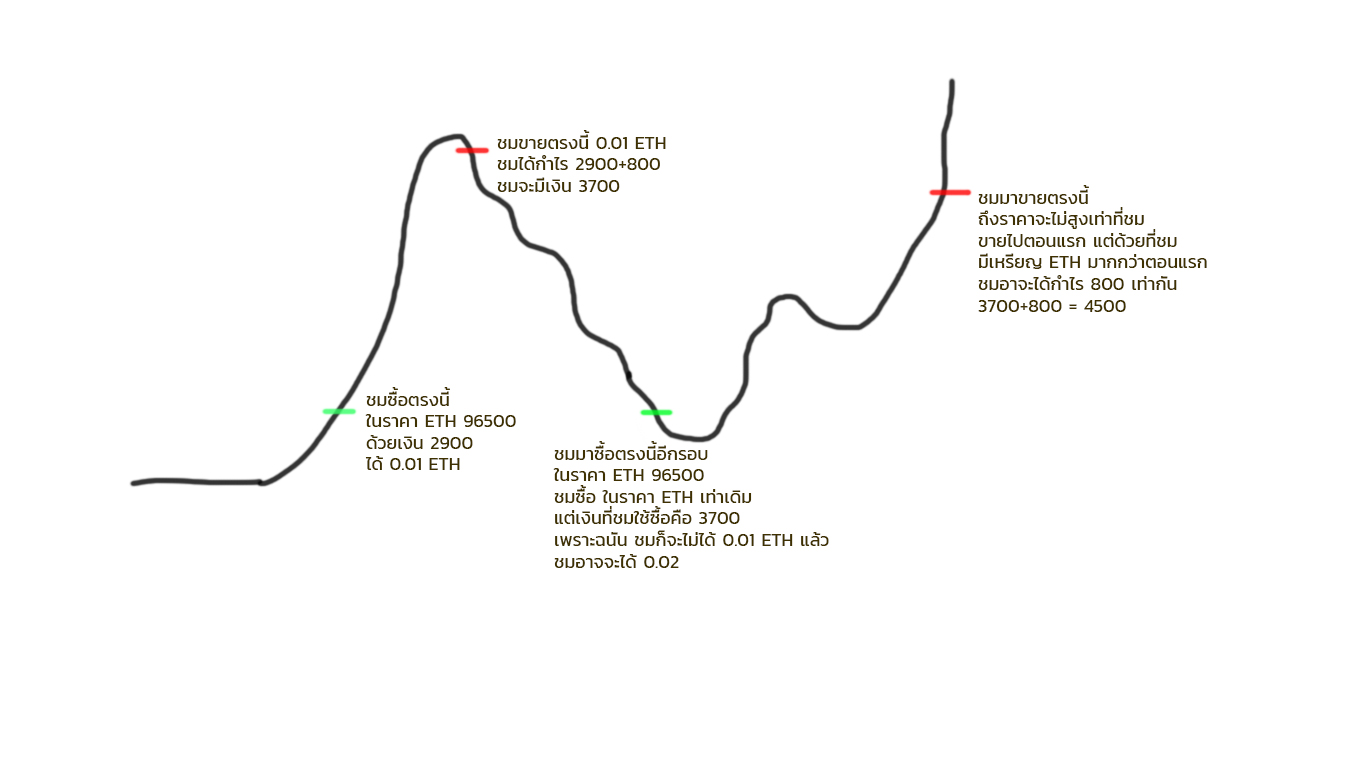 ชมขายตรงนี้ 0.01 ETH
ชมได้กำไร 2900+800
ชมจะมีเงิน 3700
ชมมาขายตรงนี้
ถึงราคาจะไม่สูงเท่าที่ชม
ขายไปตอนแรก แต่ด้วยที่ชม
มีเหรียญ ETH มากกว่าตอนแรก
ชมอาจจะได้กำไร 800 เท่ากัน
3700+800 = 4500
ชมซื้อตรงนี้
ในราคา ETH 96500
ด้วยเงิน 2900
ได้ 0.01 ETH
ชมมาซื้อตรงนี้อีกรอบ
ในราคา ETH 96500
ชมซื้อ ในราคา ETH เท่าเดิม
แต่เงินที่ชมใช้ซื้อคือ 3700
เพราะฉนัน ชมก็จะไม่ได้ 0.01 ETH แล้ว
ชมอาจจะได้ 0.02